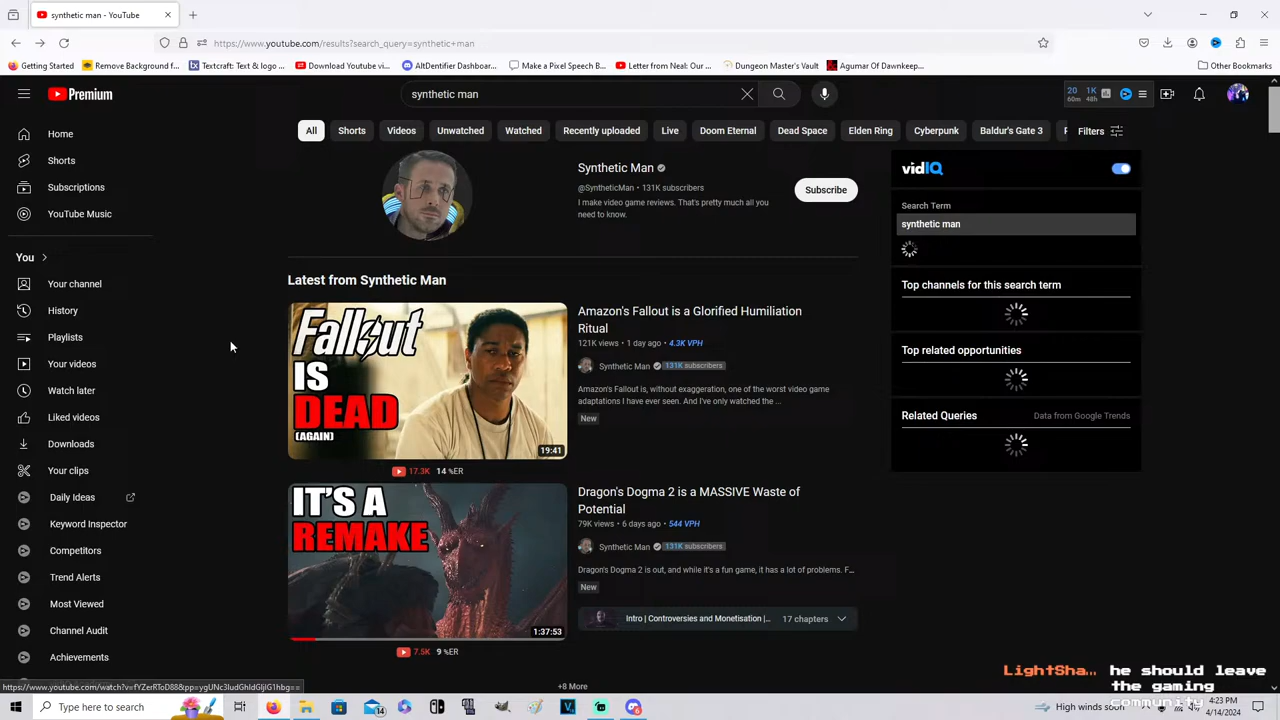 synthetic man - YouTube
https://www.youtube.com/results?search_query=synthetic+man
Getting Started
Remove Background f...
Textcraft: Text & logo ...
Download Youtube vi...
AltDentifier Dashboar...
Make a Pixel Speech B...
Letter from Neal: Our ...
Dungeon Master's Vault
Agumar Of Dawnkeep...
Other Bookmarks
Premium
synthetic man
20 1K
60m 48h
Home
Shorts
Subscriptions
YouTube Music
You
Your channel
History
Playlists
Your videos
Watch later
Liked videos
Downloads
Your clips
Daily Ideas
Keyword Inspector
Competitors
Trend Alerts
Most Viewed
Channel Audit
Achievements
All
Shorts
Videos
Unwatched
Watched
Recently uploaded
Live
Doom Eternal
Dead Space
Elden Ring
Cyberpunk
Baldur's Gate 3
Filters
Synthetic Man
@SyntheticMan • 131K subscribers
I make video game reviews. That's pretty much all you
need to know.
Subscribe
Latest from Synthetic Man
Fallout
IS
DEAD
(AGAIN)
19:41
17.3K 14 %ER
Amazon's Fallout is a Glorified Humiliation
Ritual
121K views • 1 day ago • 4.3K VPH
Synthetic Man 131K subscribers
Amazon's Fallout is, without exaggeration, one of the worst video game
adaptations I have ever seen. And I've only watched the ...
New
IT'S A
REMAKE
1:37:53
7.5K 9 %ER
Dragon's Dogma 2 is a MASSIVE Waste of
Potential
79K views • 6 days ago • 544 VPH
Synthetic Man 131K subscribers
Dragon's Dogma 2 is out, and while it's a fun game, it has a lot of problems. F...
New
Intro | Controversies and Monetisation |...
17 chapters
+8 More
vidIQ
Search Term
synthetic man
Top channels for this search term
Top related opportunities
Related Queries
Data from Google Trends
LightSha... he should leave
the gaming
community
Type here to search
14
High winds soon
4:23 PM
4/14/2024